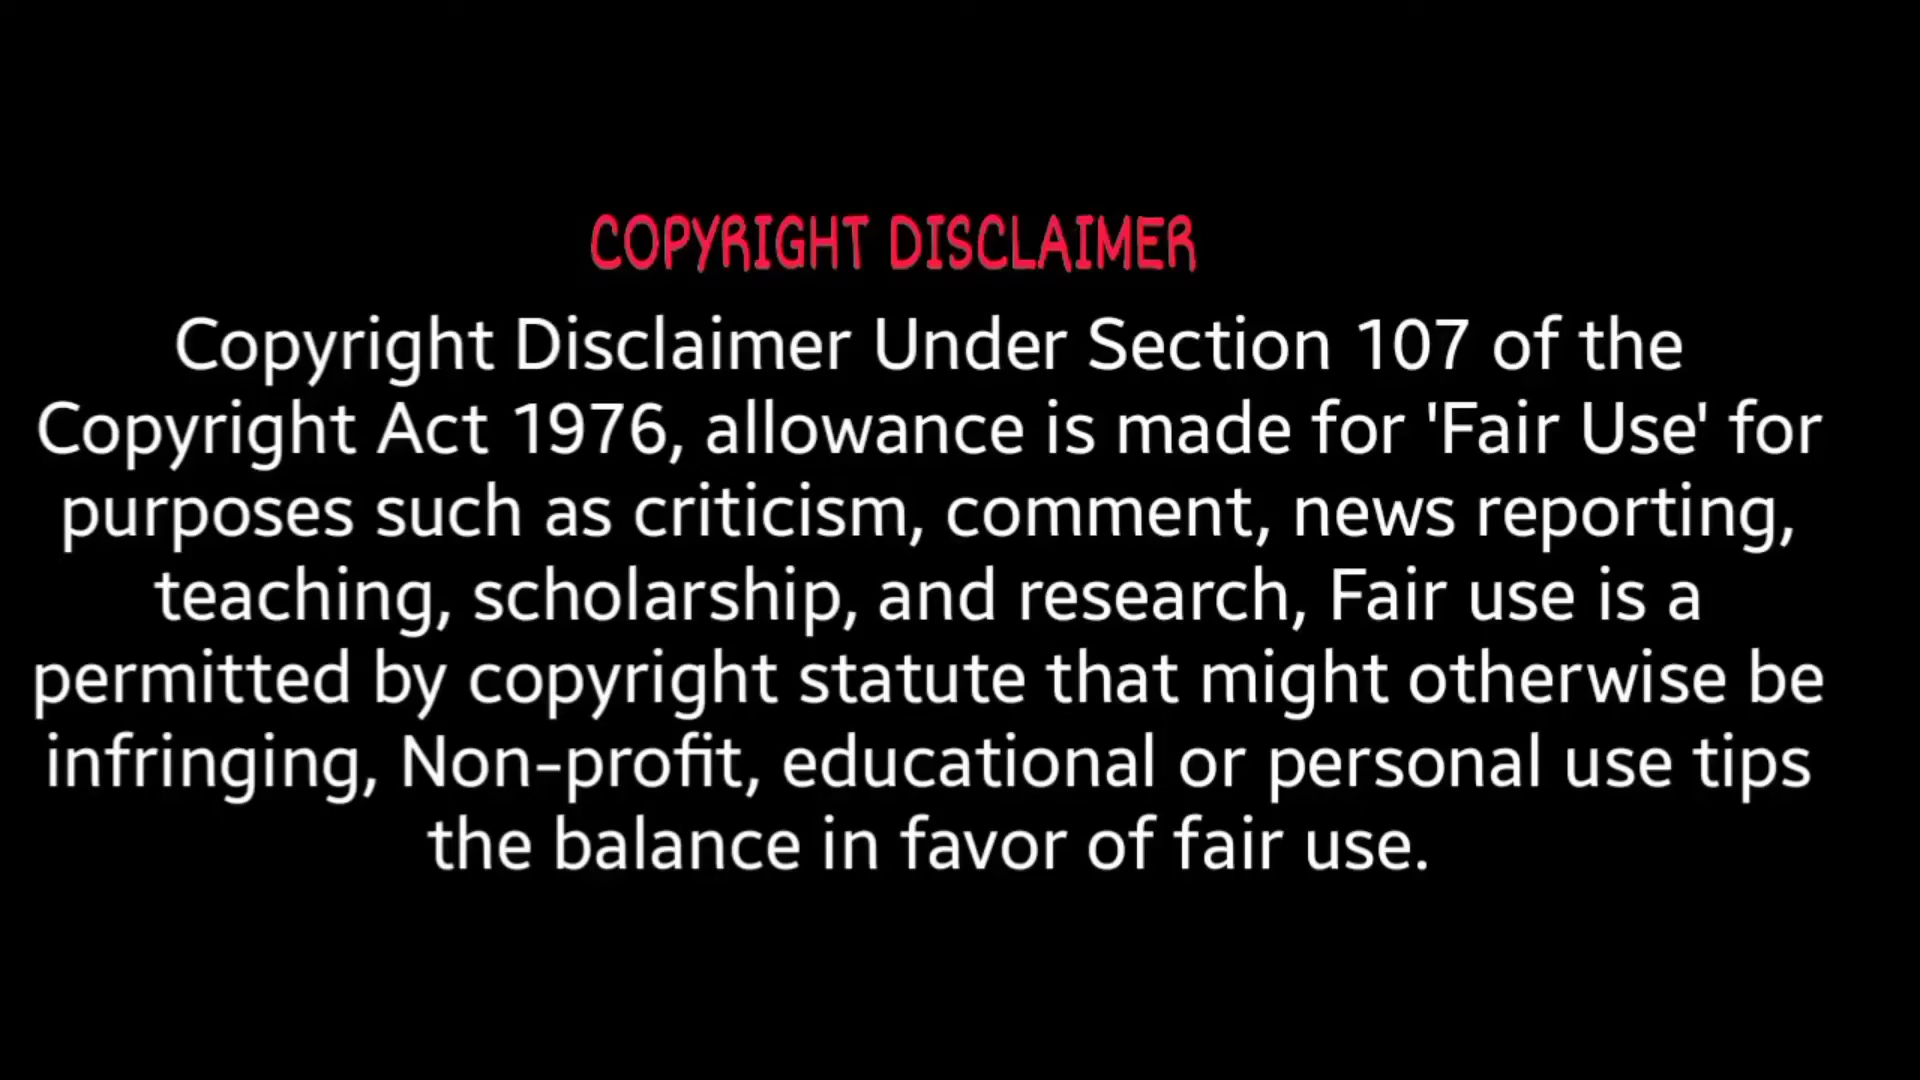 COPYRIGHT DISCLAIMER
Copyright Disclaimer Under Section 107 of the
Copyright Act 1976, allowance is made for 'Fair Use' for
purposes such as criticism, comment, news reporting,
teaching, scholarship, and research, Fair use is a
permitted by copyright statute that might otherwise be
infringing, Non-profit, educational or personal use tips
the balance in favor of fair use.